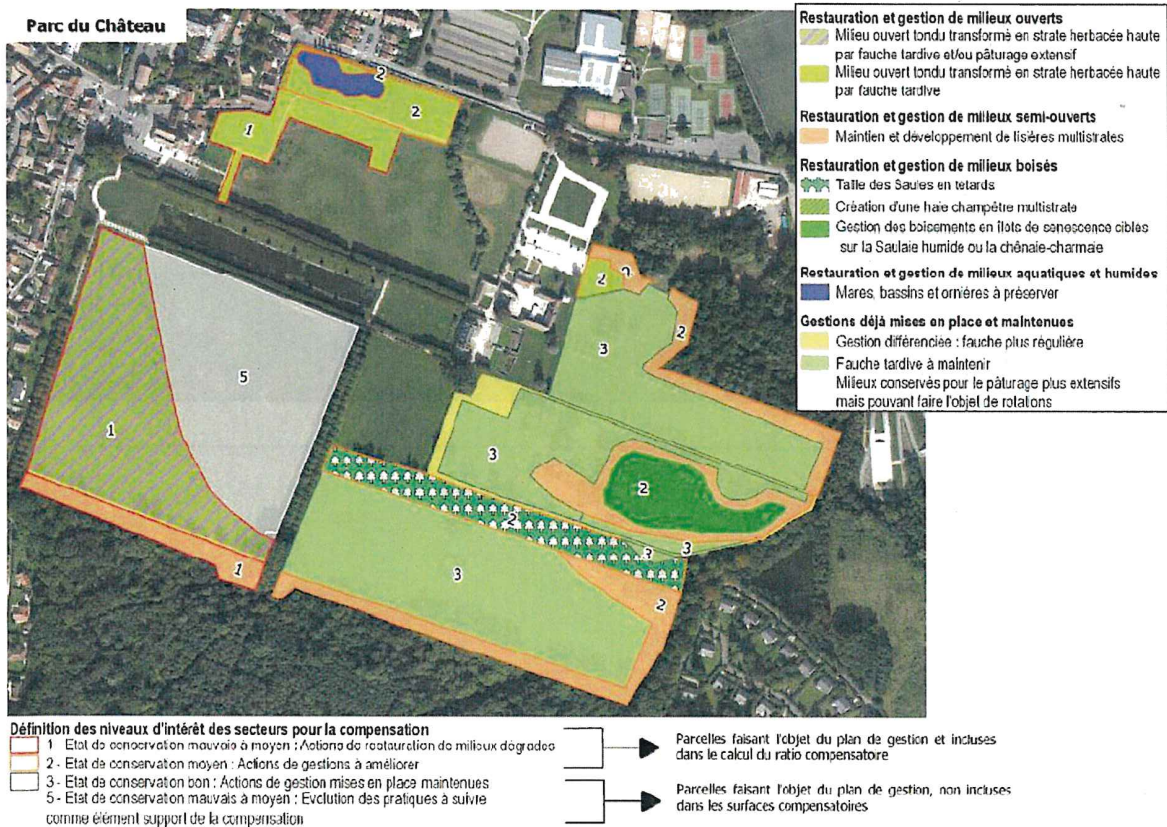 Parc du Château
1
2
2
5
1
1
2
2
3
2
3
2
2
3
3
3
2
Restauration et gestion de milieux ouverts
Milieu ouvert tondu transformé en strate herbacée haute
par fauche tardive et/ou pâturage extensif
Milieu ouvert tondu transformé en strate herbacée haute
par fauche tardive
Restauration et gestion de milieux semi-ouverts
Maintien et développement de lisières multistrates
Restauration et gestion de milieux boisés
Taille des Saules en tétards
Création d'une haie champêtre multistrate
Gestion des boisements en îlots de senescence ciblés
sur la Saulaie humide ou la chênaie-charmaie
Restauration et gestion de milieux aquatiques et humides
Mares, bassins et ornières à préserver
Gestions déjà mises en place et maintenues
Gestion différenciée : fauche plus régulière
Fauche tardive à maintenir
Milieux conservés pour le pâturage plus extensifs
mais pouvant faire l'objet de rotations
Définition des niveaux d'intérêt des secteurs pour la compensation
1 - Etat de conservation mauvais à moyen : Actions de restauration de milieux dégradés
2 - Etat de conservation moyen : Actions de gestions à améliorer
3 - Etat de conservation bon : Actions de gestion mises en place maintenues
5 - Etat de conservation mauvais à moyen : Evolution des pratiques à suivre
comme élément support de la compensation
Parcelles faisant l'objet du plan de gestion et incluses
dans le calcul du ratio compensatoire
Parcelles faisant l'objet du plan de gestion, non incluses
dans les surfaces compensatoires